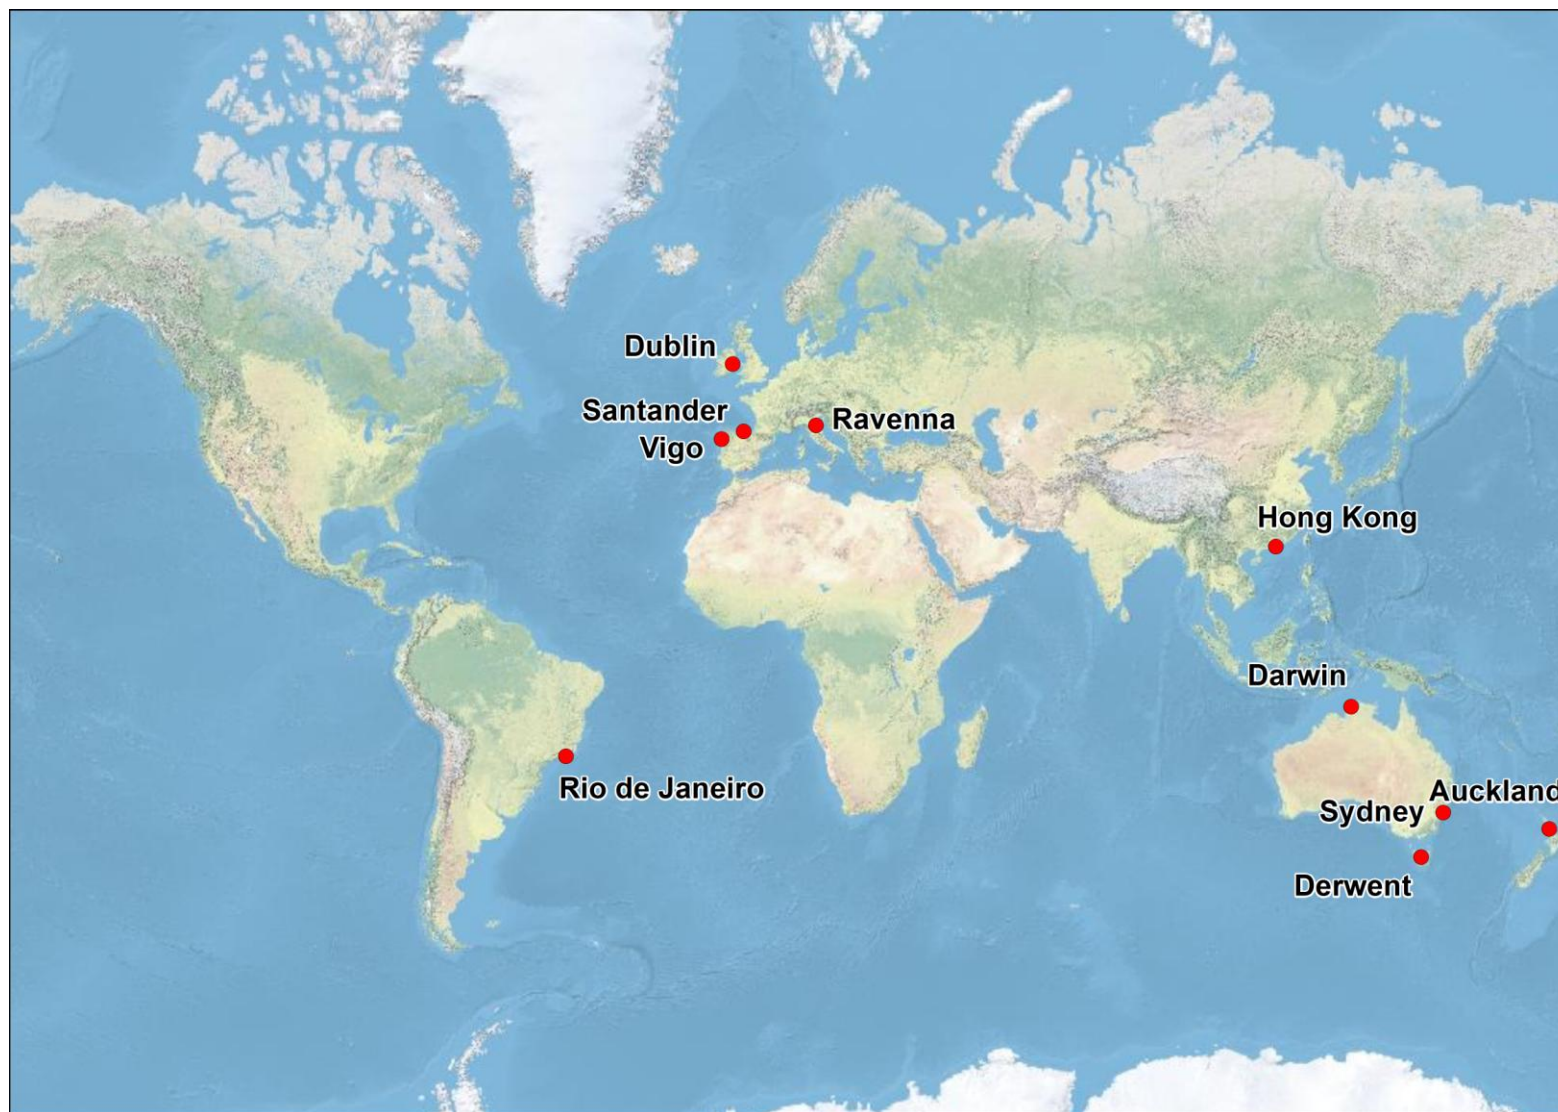 Dublin
Santander
Ravenna
Vigo
Hong Kong
Darwin
Rio de Janeiro
Auckland
Sydney
Derwent